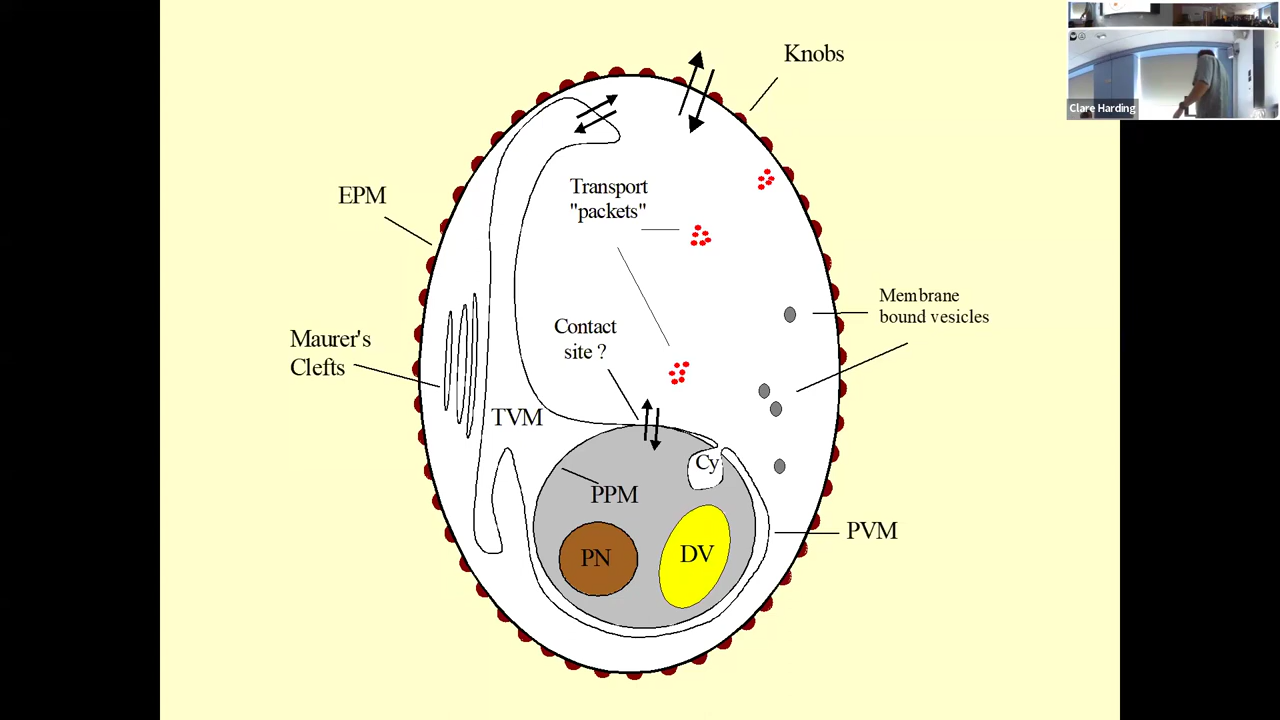 Knobs
EPM
Transport
"packets"
Membrane
bound vesicles
Contact
site ?
Maurer's
Clefts
TVM
Cy
PPM
PN
DV
PVM
Clare Harding